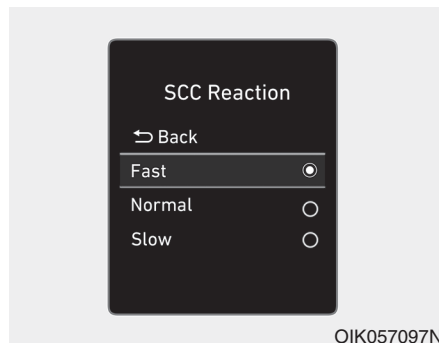 SCC Reaction
Back
Fast
Normal
Slow
OIK057097N